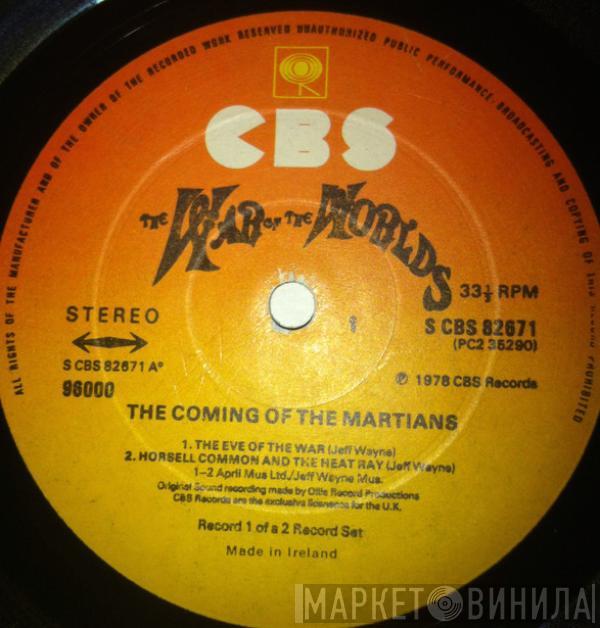 ALL RIGHTS OF THE MANUFACTURER AND OF THE OWNER OF THE RECORDED WORK RESERVED UNAUTHORIZED PUBLIC PERFORMANCE, BROADCASTING AND COPYING OF THIS RECORD PROHIBITED
CBS
THE WAR OF THE WORLDS
33⅓ RPM
STEREO
S CBS 82671
(PC2 35290)
S CBS 82671 A°
℗ 1978 CBS Records
96000
THE COMING OF THE MARTIANS
1. THE EVE OF THE WAR (Jeff Wayne)
2. HORSELL COMMON AND THE HEAT RAY (Jeff Wayne)
1–2 April Mus Ltd./Jeff Wayne Mus.
Original Sound recording made by Ollie Record Productions
CBS Records are the exclusive licensees for the U.K.
Record 1 of a 2 Record Set
Made in Ireland
МАРКЕТ ВИНИЛА